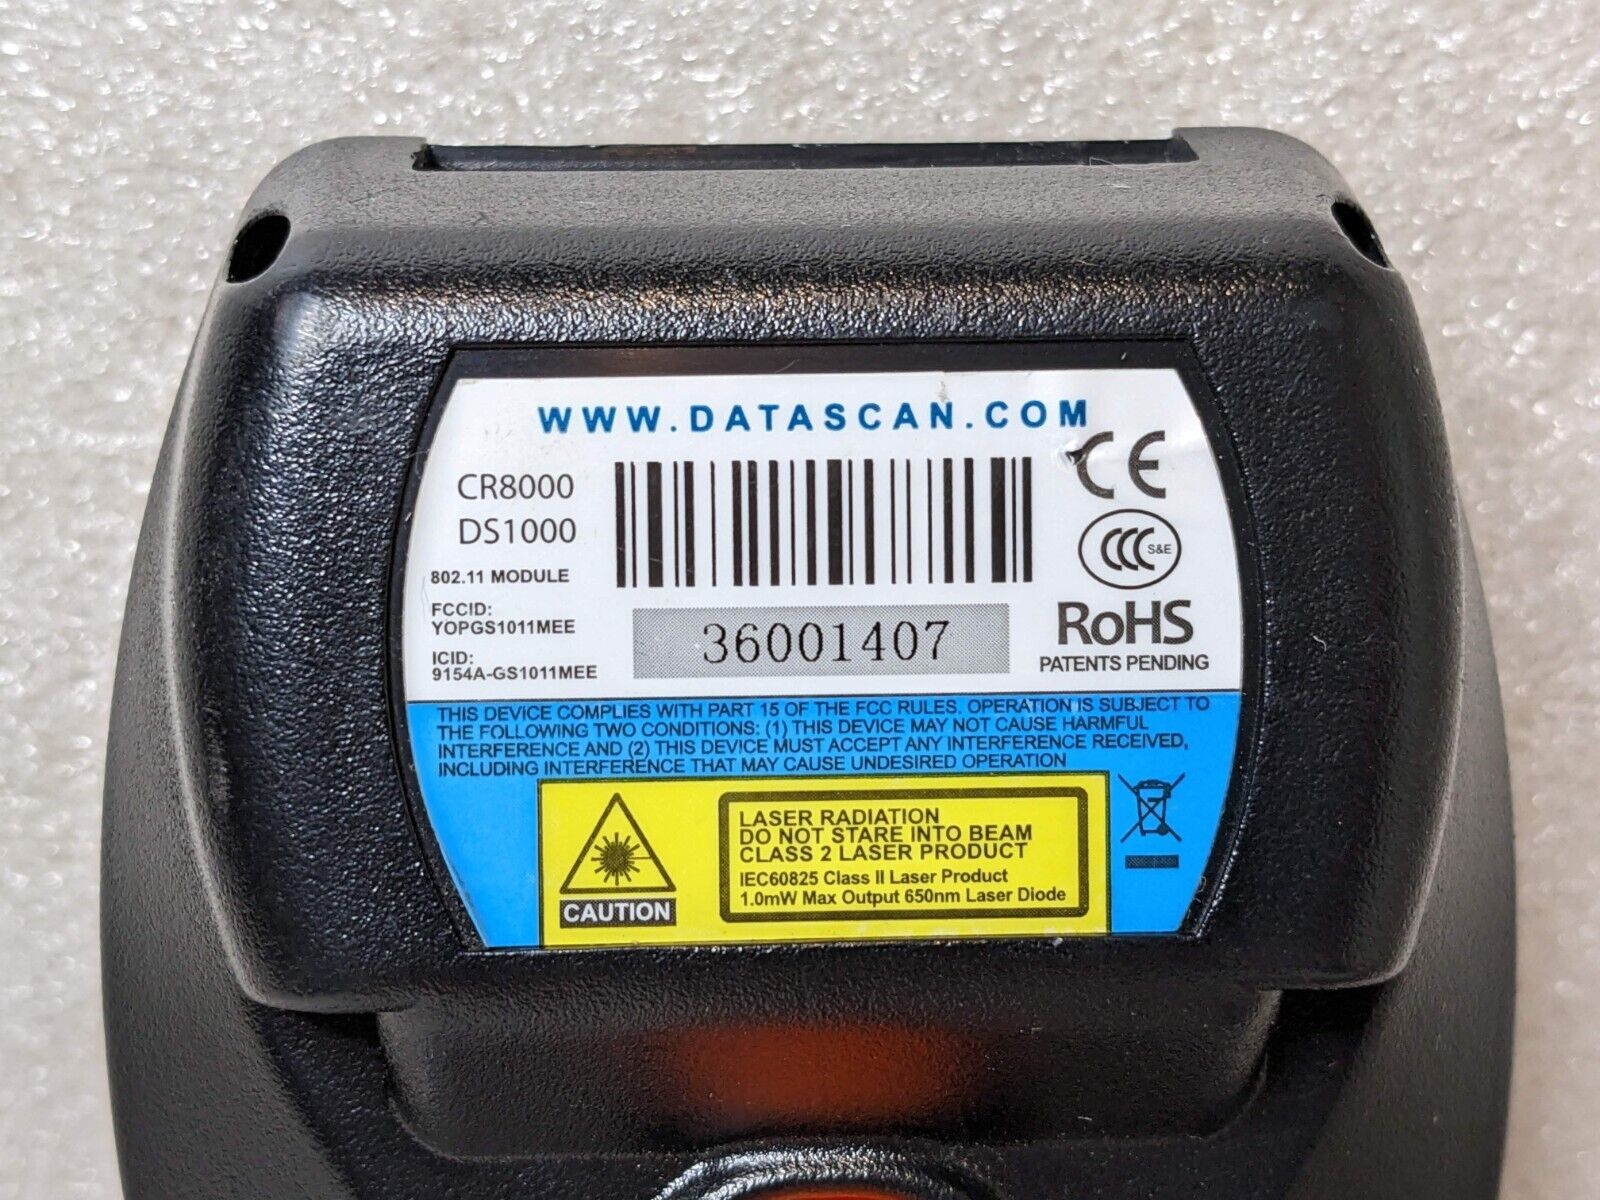 WWW.DATASCAN.COM
CR8000
DS1000
802.11 MODULE
FCCID:
YOPGS1011MEE
ICID:
9154A-GS1011MEE
36001407
CE
CCC S&E
RoHS
PATENTS PENDING
THIS DEVICE COMPLIES WITH PART 15 OF THE FCC RULES. OPERATION IS SUBJECT TO
THE FOLLOWING TWO CONDITIONS: (1) THIS DEVICE MAY NOT CAUSE HARMFUL
INTERFERENCE AND (2) THIS DEVICE MUST ACCEPT ANY INTERFERENCE RECEIVED,
INCLUDING INTERFERENCE THAT MAY CAUSE UNDESIRED OPERATION
CAUTION
LASER RADIATION
DO NOT STARE INTO BEAM
CLASS 2 LASER PRODUCT
IEC60825 Class II Laser Product
1.0mW Max Output 650nm Laser Diode